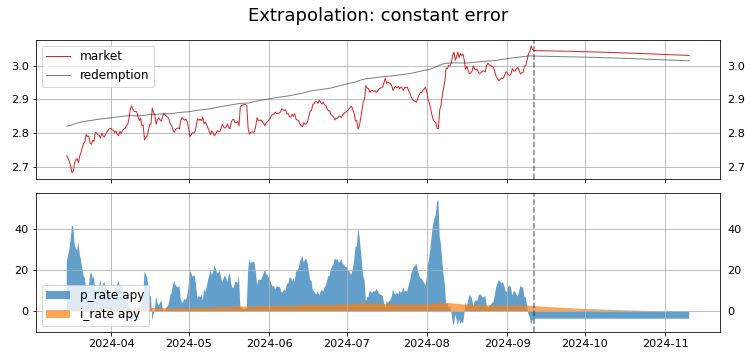 Extrapolation: constant error
market
redemption
3.0 3.0
2.9 2.9
2.8 2.8
2.7 2.7
40 40
20 20
0 0
p_rate apy
i_rate apy
2024-04 2024-05 2024-06 2024-07 2024-08 2024-09 2024-10 2024-11